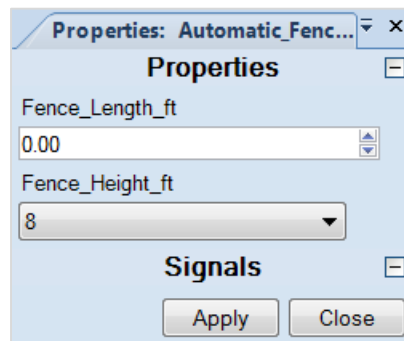 Properties: Automatic_Fenc...
Properties
Fence_Length_ft
0.00
Fence_Height_ft
8
Signals
Apply Close